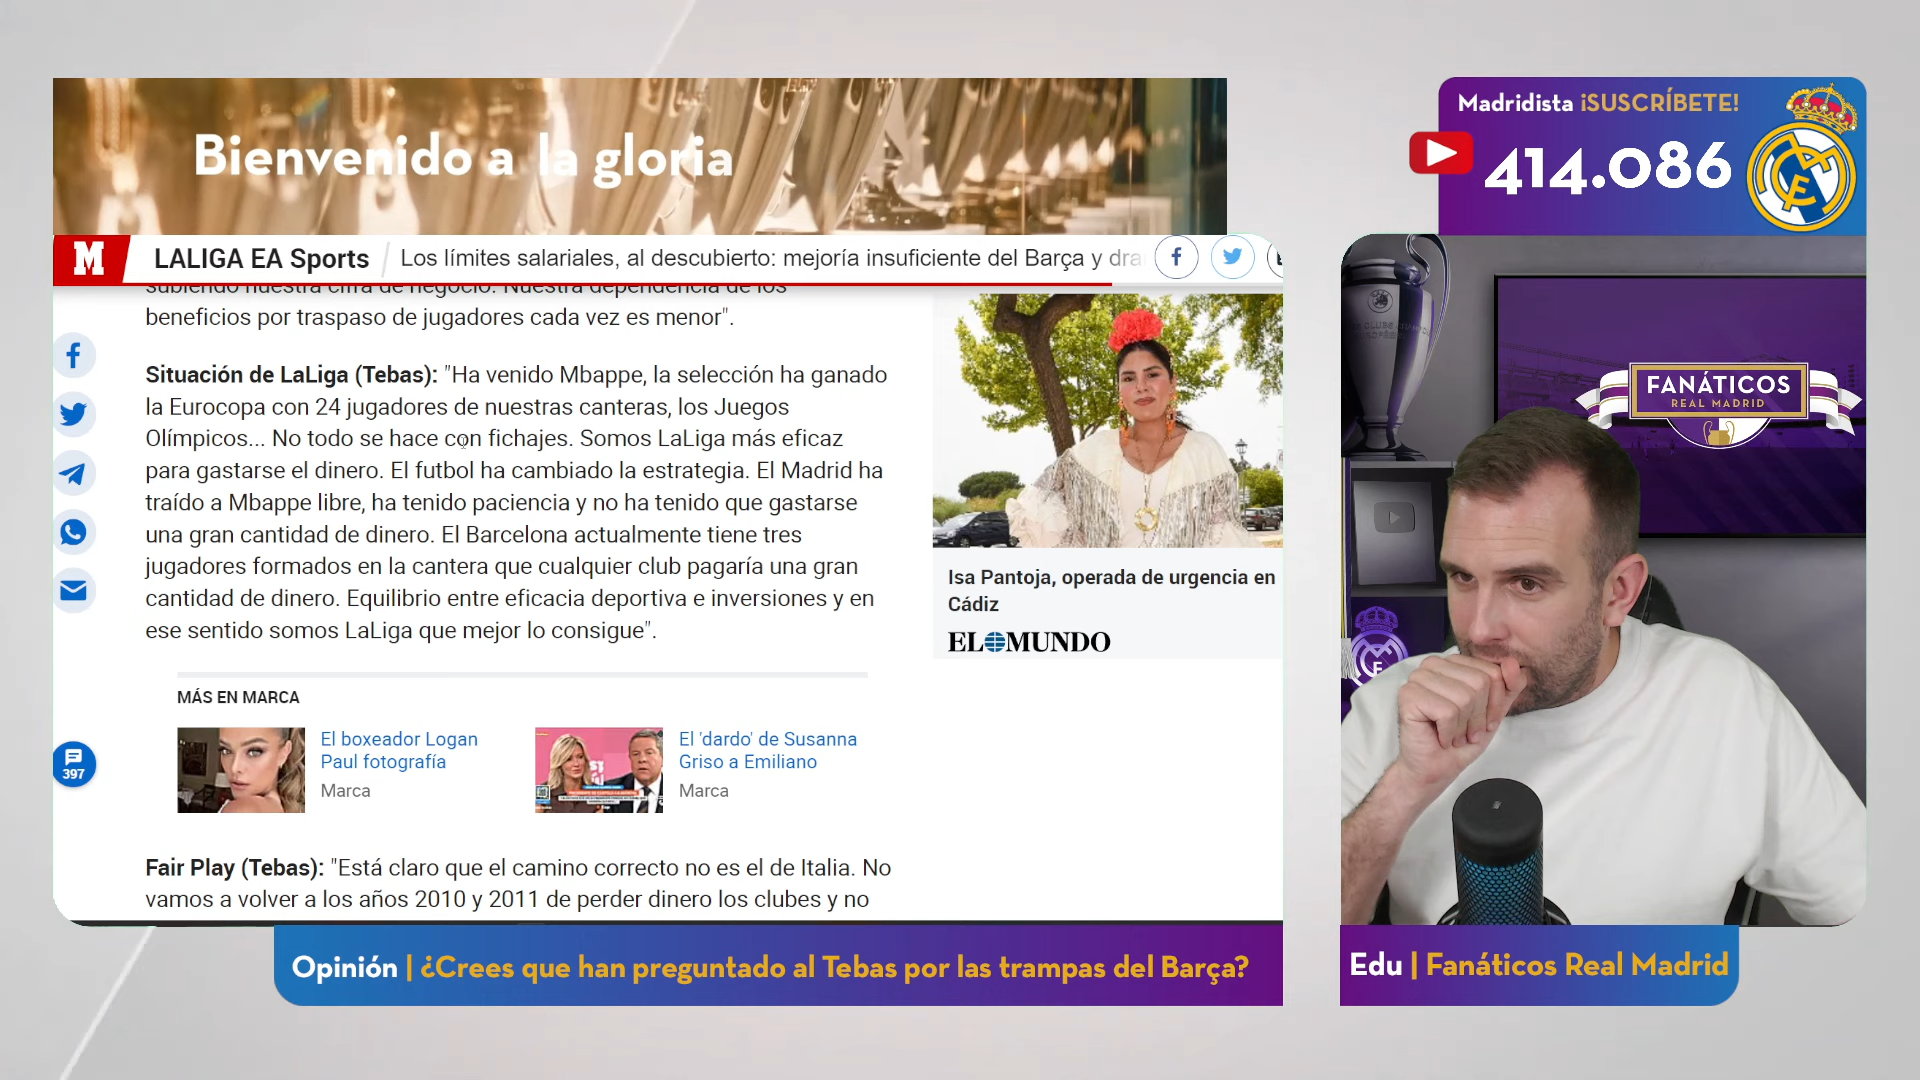 Bienvenido a la gloria
Madridista ¡SUSCRÍBETE!
414.086
M
LALIGA EA Sports
Los límites salariales, al descubierto: mejoría insuficiente del Barça y
subiendo nuestra cifra de negocio. Nuestra dependencia de los
beneficios por traspaso de jugadores cada vez es menor".
Situación de LaLiga (Tebas): "Ha venido Mbappe, la selección ha ganado
la Eurocopa con 24 jugadores de nuestras canteras, los Juegos
Olímpicos... No todo se hace con fichajes. Somos LaLiga más eficaz
para gastarse el dinero. El futbol ha cambiado la estrategia. El Madrid ha
traído a Mbappe libre, ha tenido paciencia y no ha tenido que gastarse
una gran cantidad de dinero. El Barcelona actualmente tiene tres
jugadores formados en la cantera que cualquier club pagaría una gran
cantidad de dinero. Equilibrio entre eficacia deportiva e inversiones y en
ese sentido somos LaLiga que mejor lo consigue".
Isa Pantoja, operada de urgencia en
Cádiz
EL MUNDO
MÁS EN MARCA
El boxeador Logan
Paul fotografía
Marca
El 'dardo' de Susanna
Griso a Emiliano
Marca
397
Fair Play (Tebas): "Está claro que el camino correcto no es el de Italia. No
vamos a volver a los años 2010 y 2011 de perder dinero los clubes y no
FANÁTICOS
REAL MADRID
Opinión | ¿Crees que han preguntado al Tebas por las trampas del Barça?
Edu | Fanáticos Real Madrid